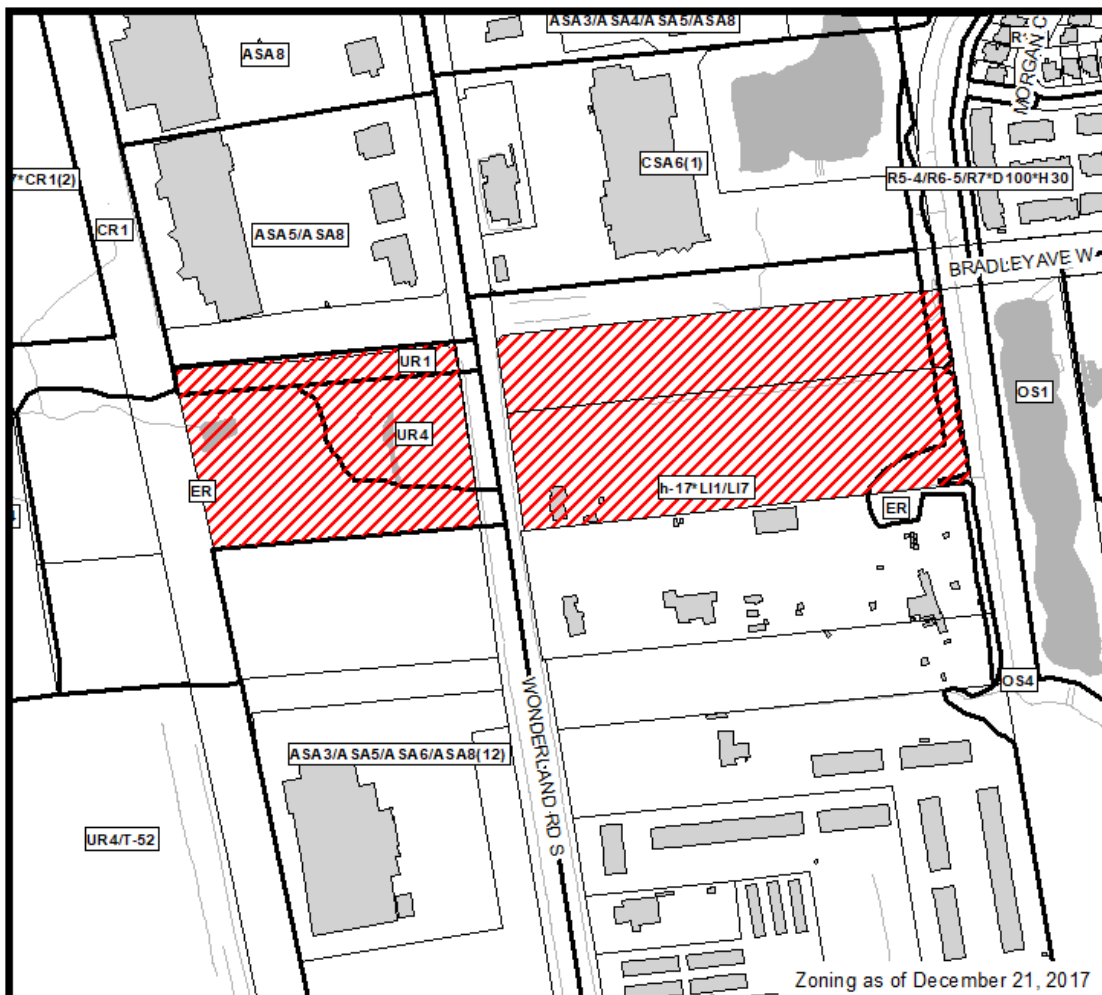 ASA3/ASA4/ASA5/ASA8
ASA8
MORGAN C
CSA6(1)
7*CR1(2)
R5-4/R6-5/R7*D100*H30
CR1
ASA5/ASA8
BRADLEY AVE W
UR1
OS1
UR4
ER
h-17*LI1/LI7
ER
OS4
WONDERLAND RD S
ASA3/ASA5/ASA6/ASA8(12)
UR4/T-52
Zoning as of December 21, 2017